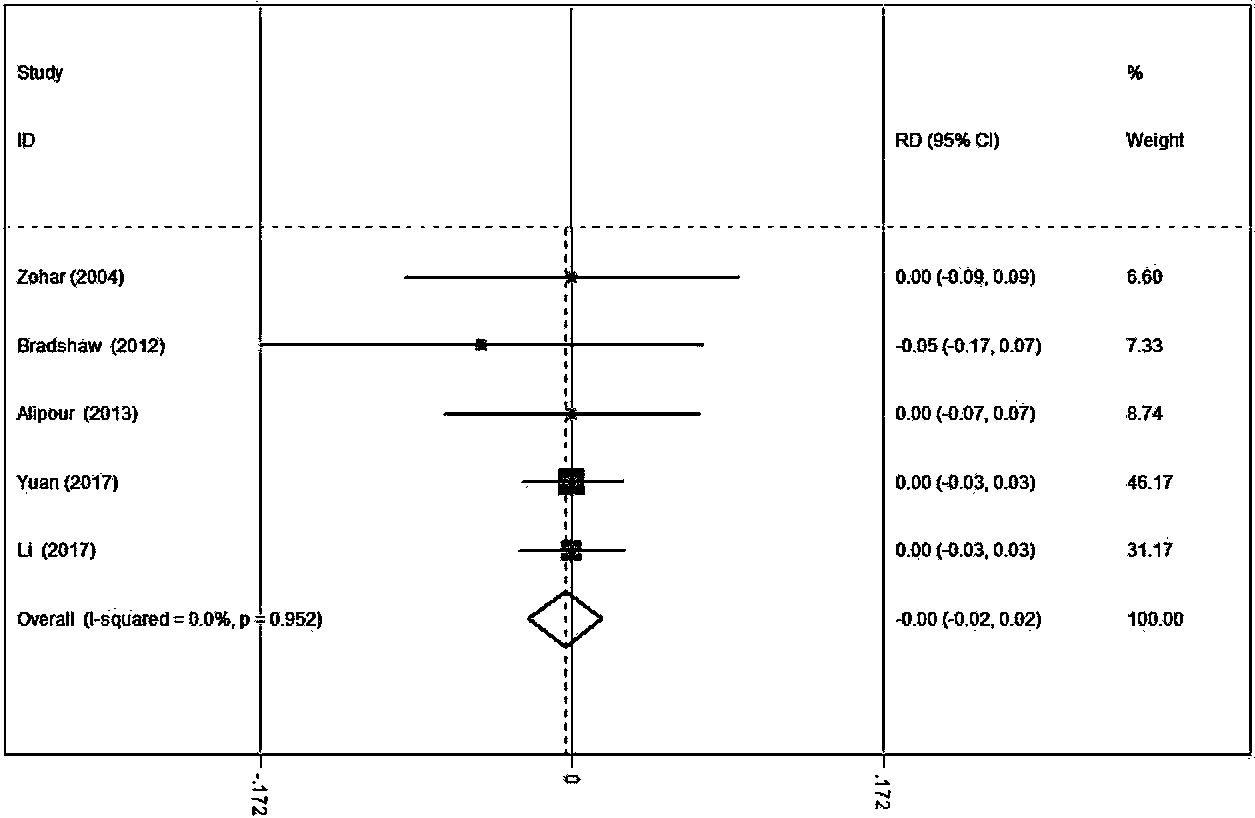 Study %
ID RD (95% CI) Weight
Zohar (2004) 0.00 (-0.09, 0.09) 6.60
Bradshaw (2012) -0.05 (-0.17, 0.07) 7.33
Alipour (2013) 0.00 (-0.07, 0.07) 8.74
Yuan (2017) 0.00 (-0.03, 0.03) 46.17
Li (2017) 0.00 (-0.03, 0.03) 31.17
Overall (I-squared = 0.0%, p = 0.952) -0.00 (-0.02, 0.02) 100.00
-.172 0 .172